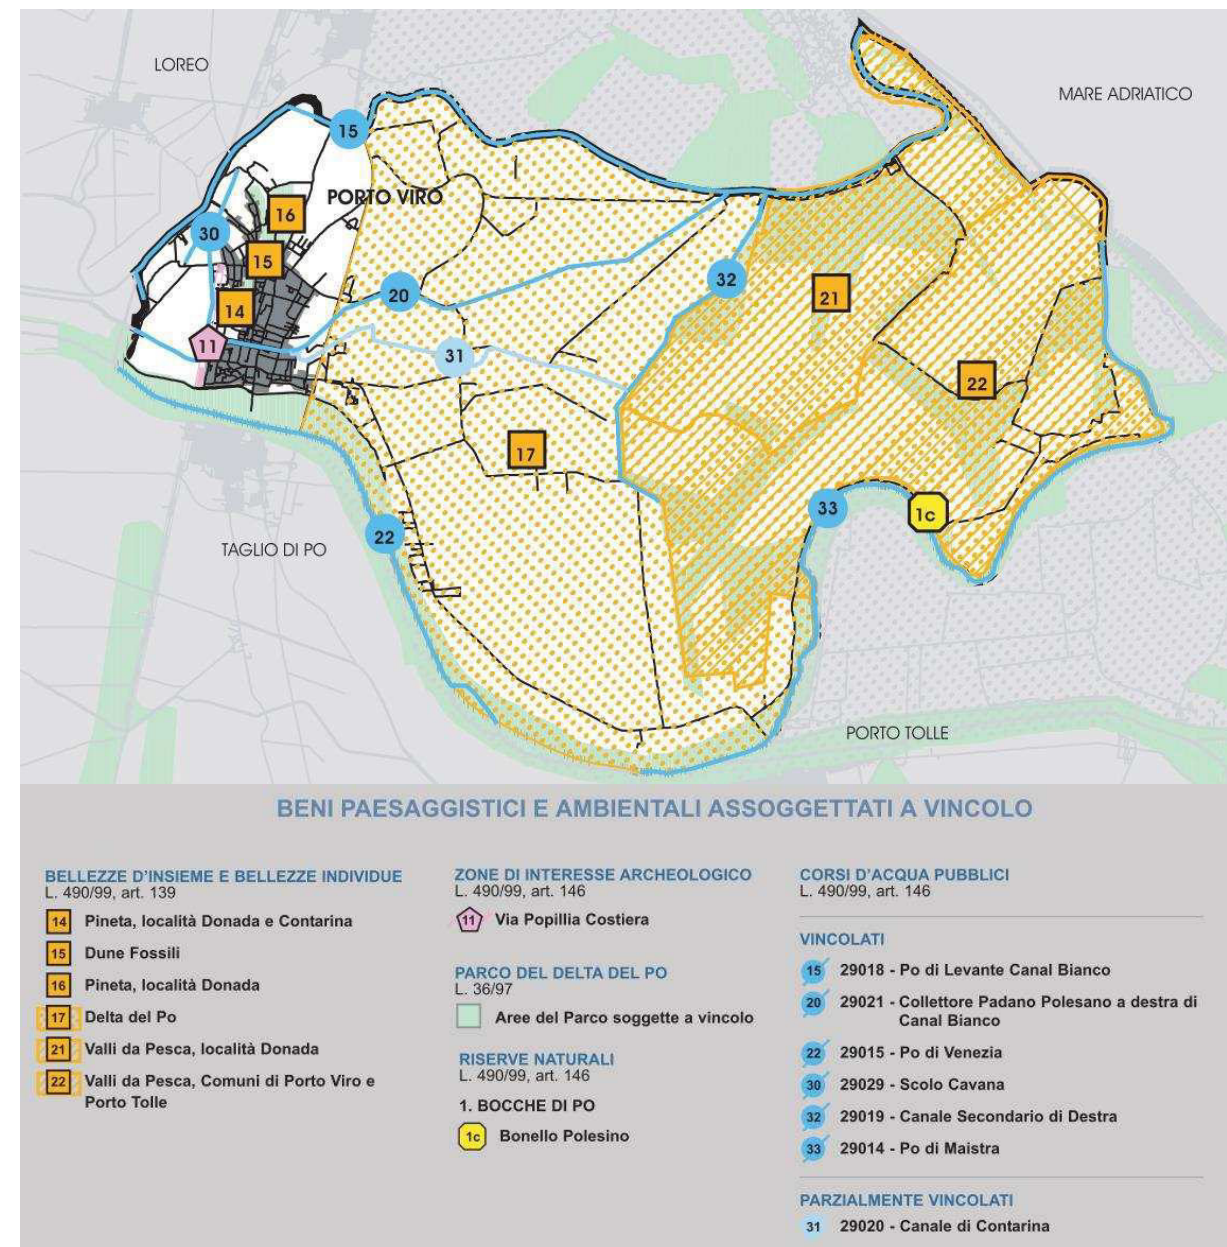 LOREO
MARE ADRIATICO
15
PORTO VIRO
16
30
15
20
32
21
14
11
31
22
17
33
1c
22
TAGLIO DI PO
PORTO TOLLE
BENI PAESAGGISTICI E AMBIENTALI ASSOGGETTATI A VINCOLO
BELLEZZE D'INSIEME E BELLEZZE INDIVIDUE
L. 490/99, art. 139
14 Pineta, località Donada e Contarina
15 Dune Fossili
16 Pineta, località Donada
17 Delta del Po
21 Valli da Pesca, località Donada
22 Valli da Pesca, Comuni di Porto Viro e
Porto Tolle
ZONE DI INTERESSE ARCHEOLOGICO
L. 490/99, art. 146
11 Via Popillia Costiera
PARCO DEL DELTA DEL PO
L. 36/97
Aree del Parco soggette a vincolo
RISERVE NATURALI
L. 490/99, art. 146
1. BOCCHE DI PO
1c Bonello Polesino
CORSI D'ACQUA PUBBLICI
L. 490/99, art. 146
VINCOLATI
15 29018 - Po di Levante Canal Bianco
20 29021 - Collettore Padano Polesano a destra di
Canal Bianco
22 29015 - Po di Venezia
30 29029 - Scolo Cavana
32 29019 - Canale Secondario di Destra
33 29014 - Po di Maistra
PARZIALMENTE VINCOLATI
31 29020 - Canale di Contarina